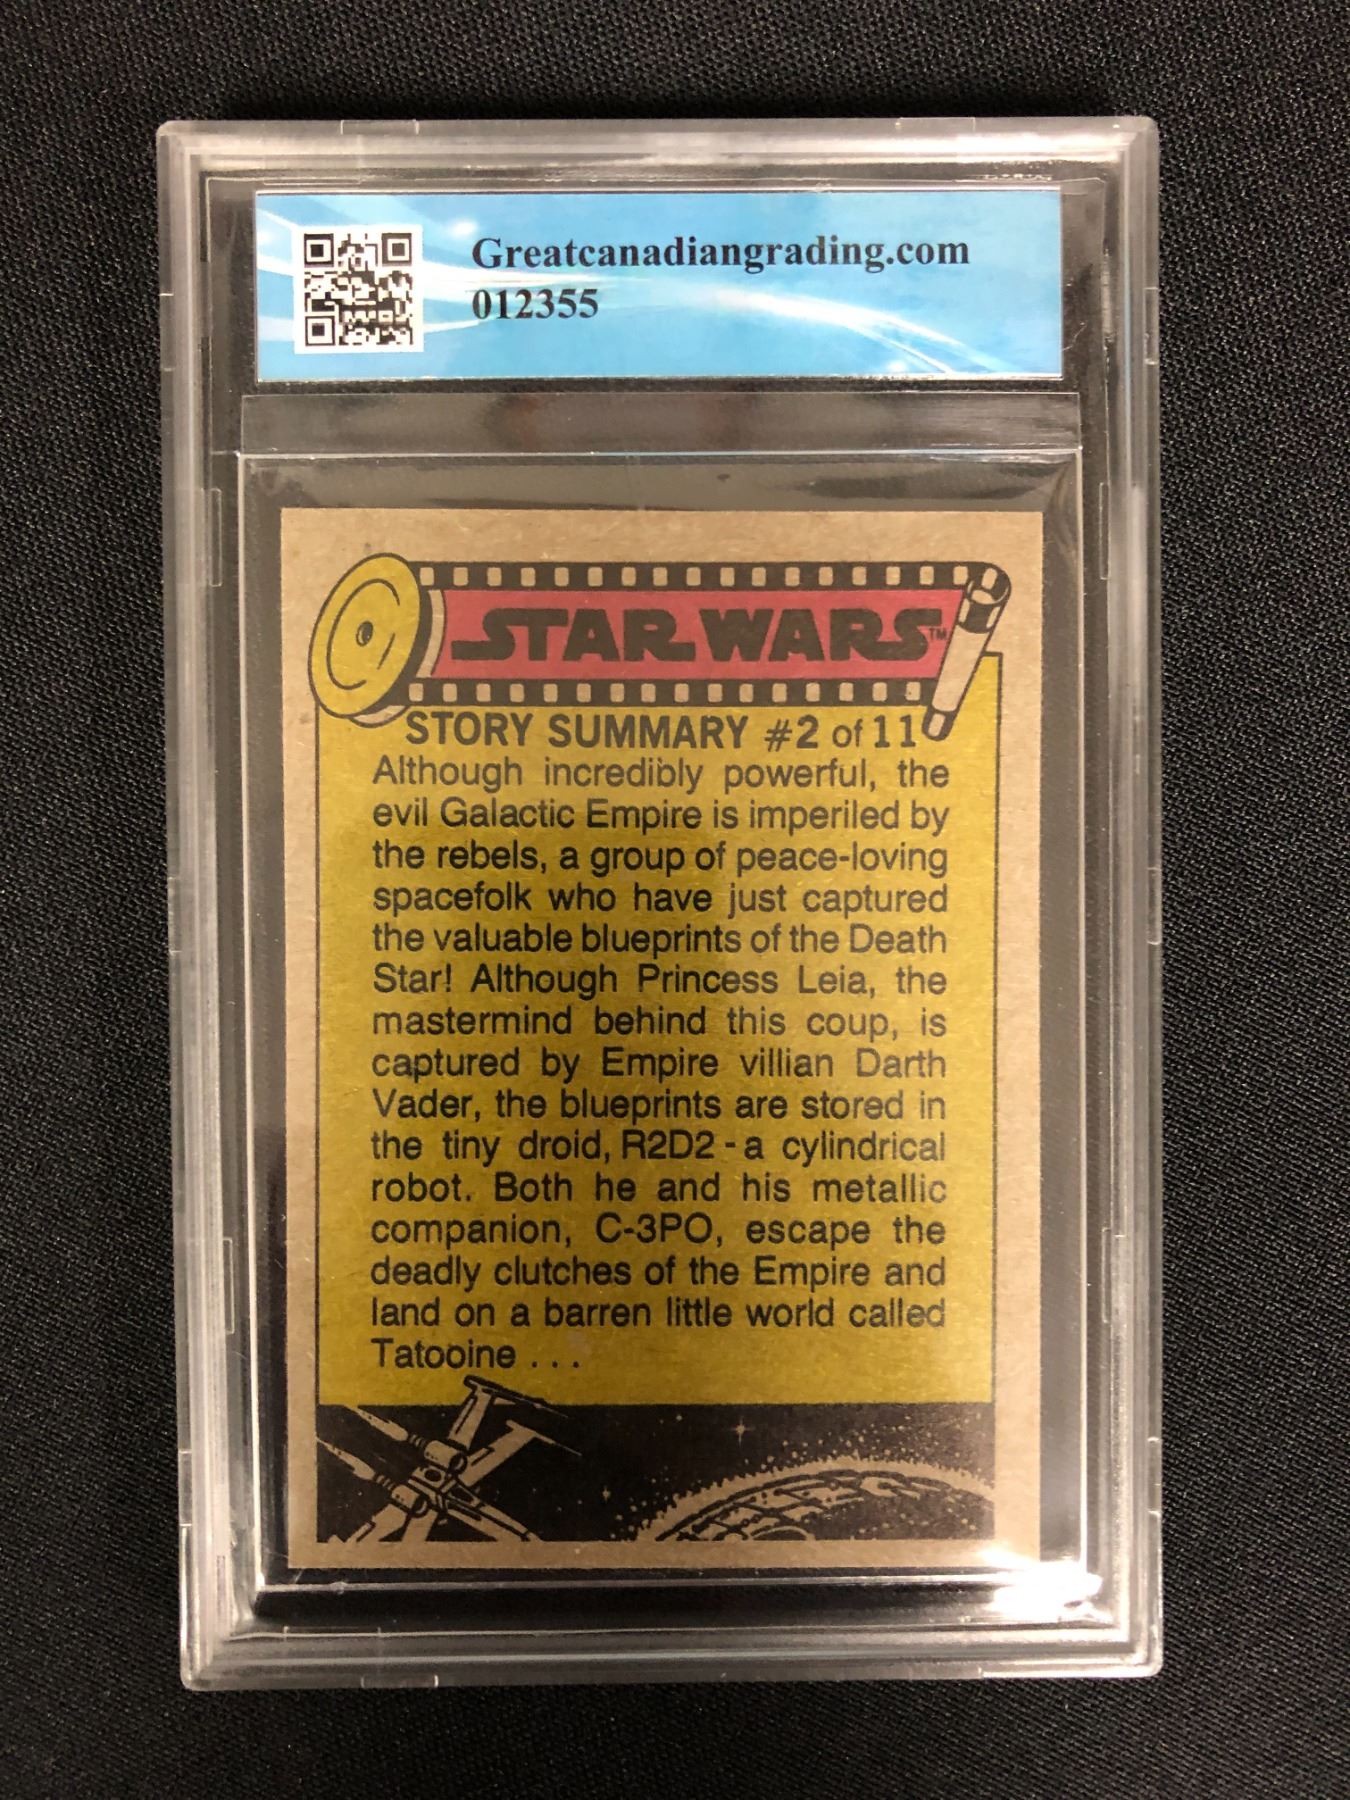 Greatcanadiangrading.com
012355
STAR WARS™
STORY SUMMARY #2 of 11
Although incredibly powerful, the
evil Galactic Empire is imperiled by
the rebels, a group of peace-loving
spacefolk who have just captured
the valuable blueprints of the Death
Star! Although Princess Leia, the
mastermind behind this coup, is
captured by Empire villian Darth
Vader, the blueprints are stored in
the tiny droid, R2D2 - a cylindrical
robot. Both he and his metallic
companion, C-3PO, escape the
deadly clutches of the Empire and
land on a barren little world called
Tatooine . . .